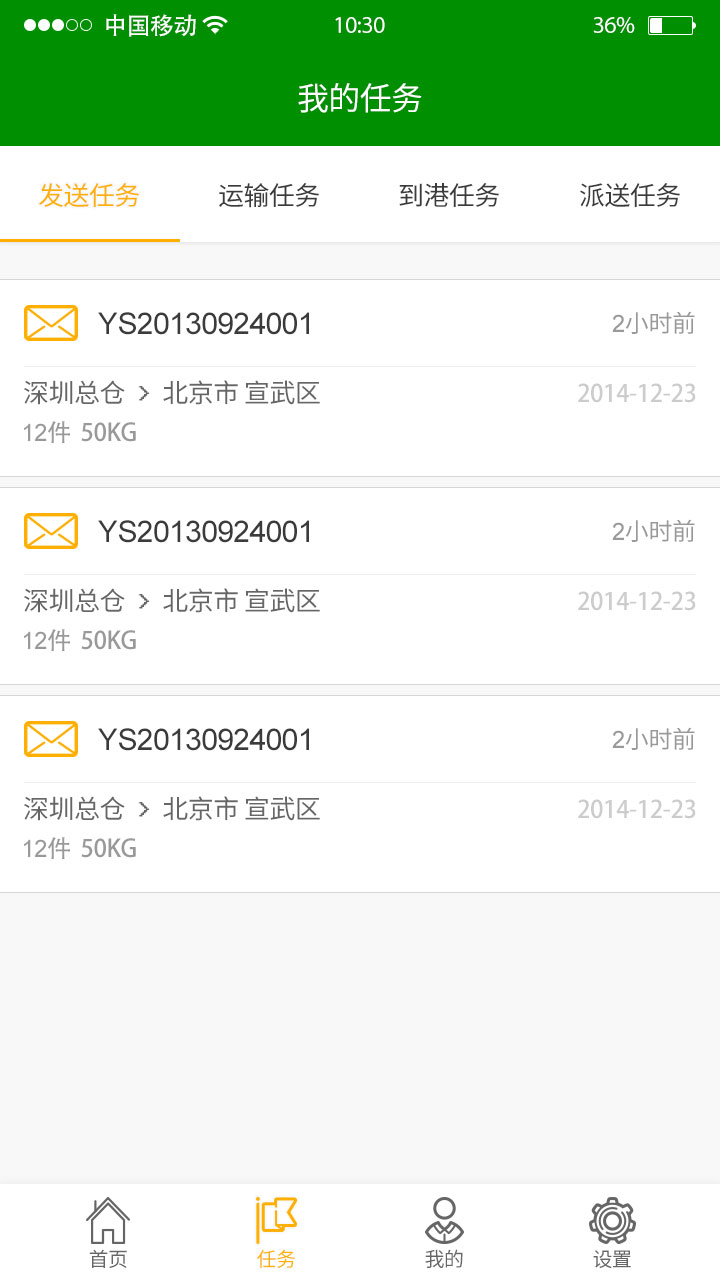 中国移动 10:30 36%
我的任务
发送任务 运输任务 到港任务 派送任务
YS20130924001 2小时前
深圳总仓 > 北京市 宣武区 2014-12-23
12件 50KG
YS20130924001 2小时前
深圳总仓 > 北京市 宣武区 2014-12-23
12件 50KG
YS20130924001 2小时前
深圳总仓 > 北京市 宣武区 2014-12-23
12件 50KG
首页 任务 我的 设置